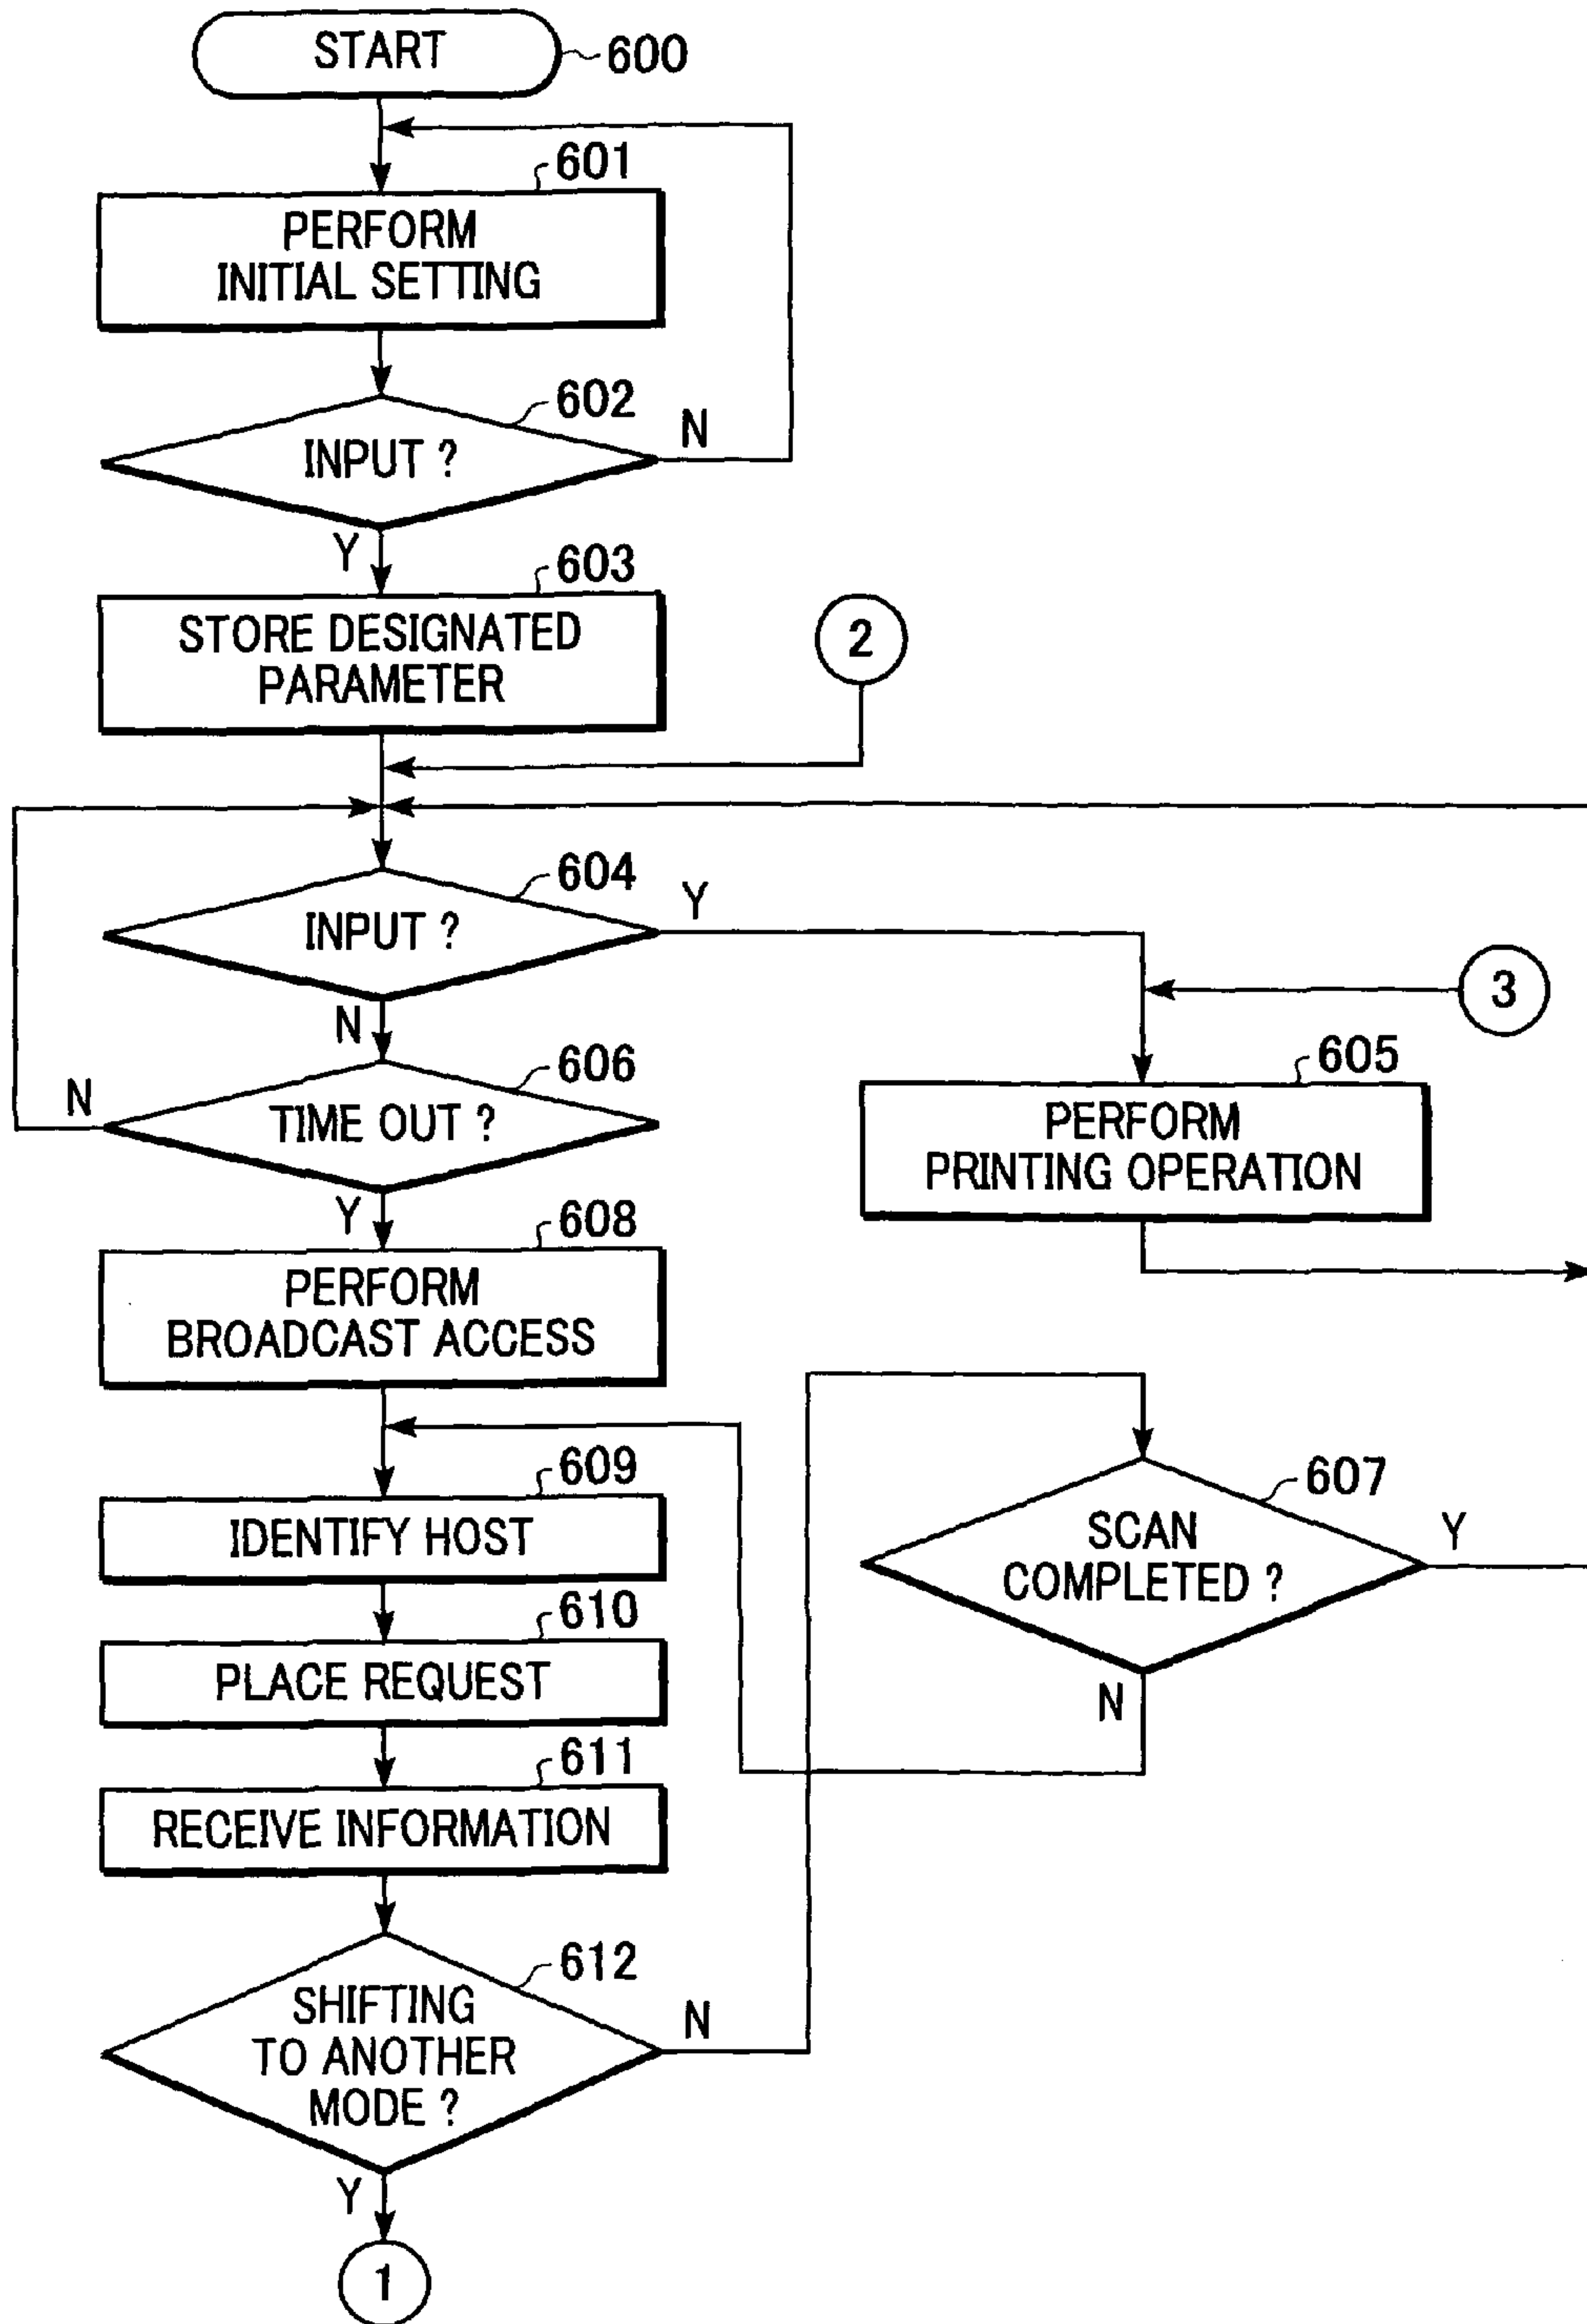 START
600
601
PERFORM
INITIAL SETTING
602
INPUT ?
N
Y
603
STORE DESIGNATED
PARAMETER
2
604
INPUT ?
Y
N
3
606
TIME OUT ?
N
Y
605
PERFORM
PRINTING OPERATION
608
PERFORM
BROADCAST ACCESS
609
IDENTIFY HOST
607
SCAN
COMPLETED ?
Y
N
610
PLACE REQUEST
611
RECEIVE INFORMATION
612
SHIFTING
TO ANOTHER
MODE ?
N
Y
1